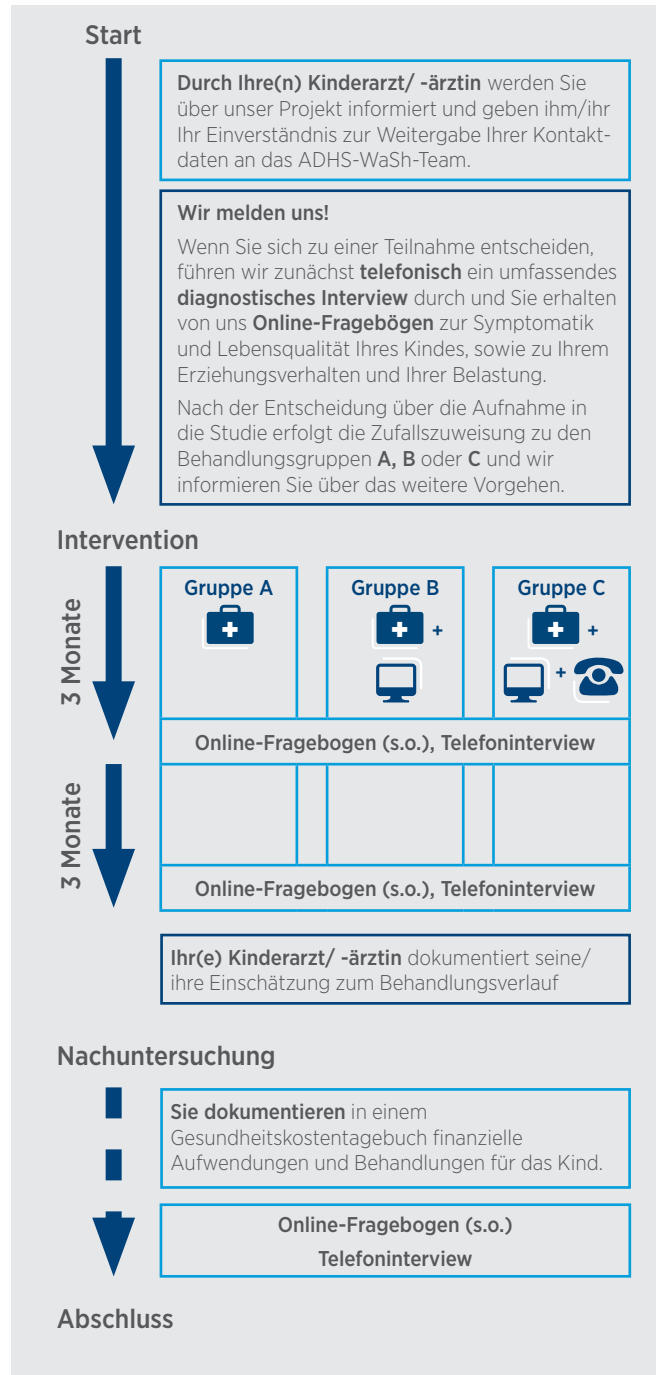 Start
Durch Ihre(n) Kinderarzt/ -ärztin werden Sie
über unser Projekt informiert und geben ihm/ihr
Ihr Einverständnis zur Weitergabe Ihrer Kontakt-
daten an das ADHS-WaSh-Team.
Wir melden uns!
Wenn Sie sich zu einer Teilnahme entscheiden,
führen wir zunächst telefonisch ein umfassendes
diagnostisches Interview durch und Sie erhalten
von uns Online-Fragebögen zur Symptomatik
und Lebensqualität Ihres Kindes, sowie zu Ihrem
Erziehungsverhalten und Ihrer Belastung.
Nach der Entscheidung über die Aufnahme in
die Studie erfolgt die Zufallszuweisung zu den
Behandlungsgruppen A, B oder C und wir
informieren Sie über das weitere Vorgehen.
Intervention
3 Monate
Gruppe A
Gruppe B
+
Gruppe C
+
+
Online-Fragebogen (s.o.), Telefoninterview
3 Monate
Online-Fragebogen (s.o.), Telefoninterview
Ihr(e) Kinderarzt/ -ärztin dokumentiert seine/
ihre Einschätzung zum Behandlungsverlauf
Nachuntersuchung
Sie dokumentieren in einem
Gesundheitskostentagebuch finanzielle
Aufwendungen und Behandlungen für das Kind.
Online-Fragebogen (s.o.)
Telefoninterview
Abschluss